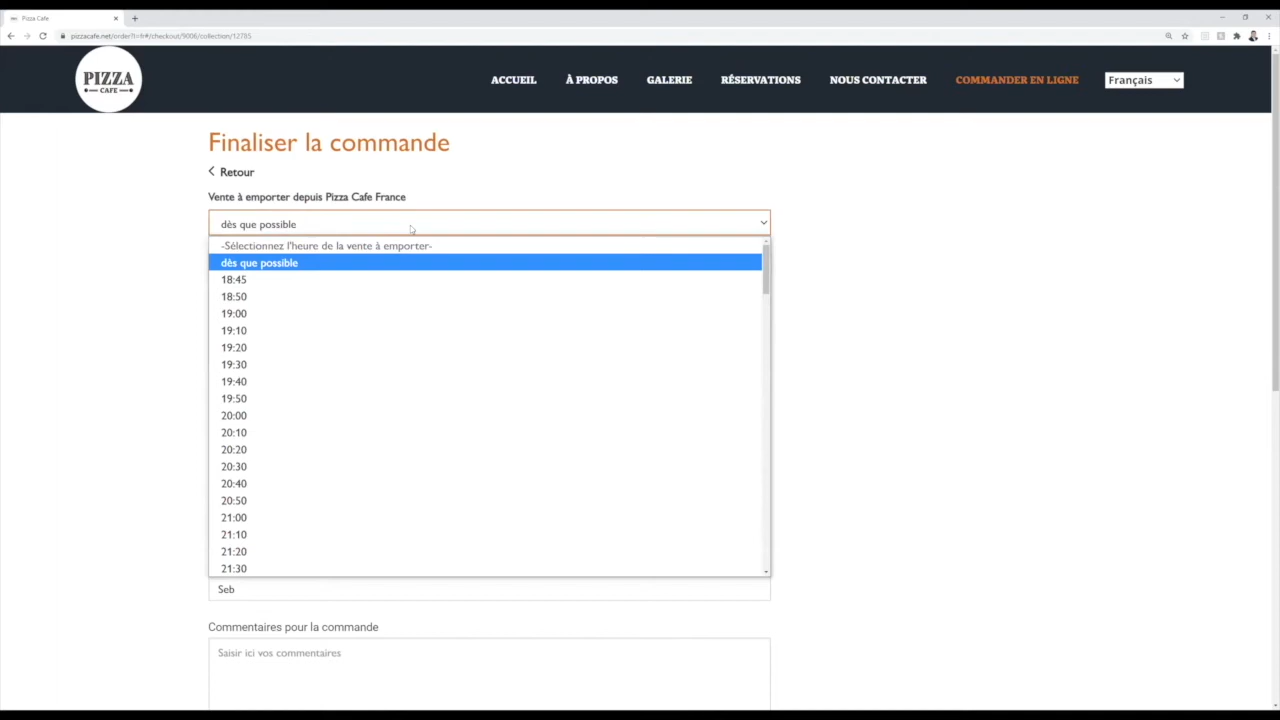 Pizza Cafe
pizzacafe.net/order?l=fr#/checkout/9006/collection/12785
PIZZA
CAFE
ACCUEIL
À PROPOS
GALERIE
RÉSERVATIONS
NOUS CONTACTER
COMMANDER EN LIGNE
Français
Finaliser la commande
Retour
Vente à emporter depuis Pizza Cafe France
dès que possible
-Sélectionnez l'heure de la vente à emporter-
dès que possible
18:45
18:50
19:00
19:10
19:20
19:30
19:40
19:50
20:00
20:10
20:20
20:30
20:40
20:50
21:00
21:10
21:20
21:30
Seb
Commentaires pour la commande
Saisir ici vos commentaires